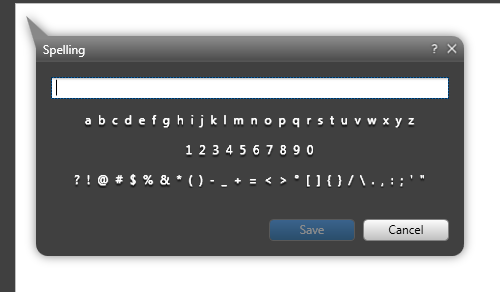 Spelling ?
a b c d e f g h i j k l m n o p q r s t u v w x y z
1 2 3 4 5 6 7 8 9 0
? ! @ # $ % & * ( ) - _ + = < > ° [ ] { } / \ . , : ; ' "
Save Cancel